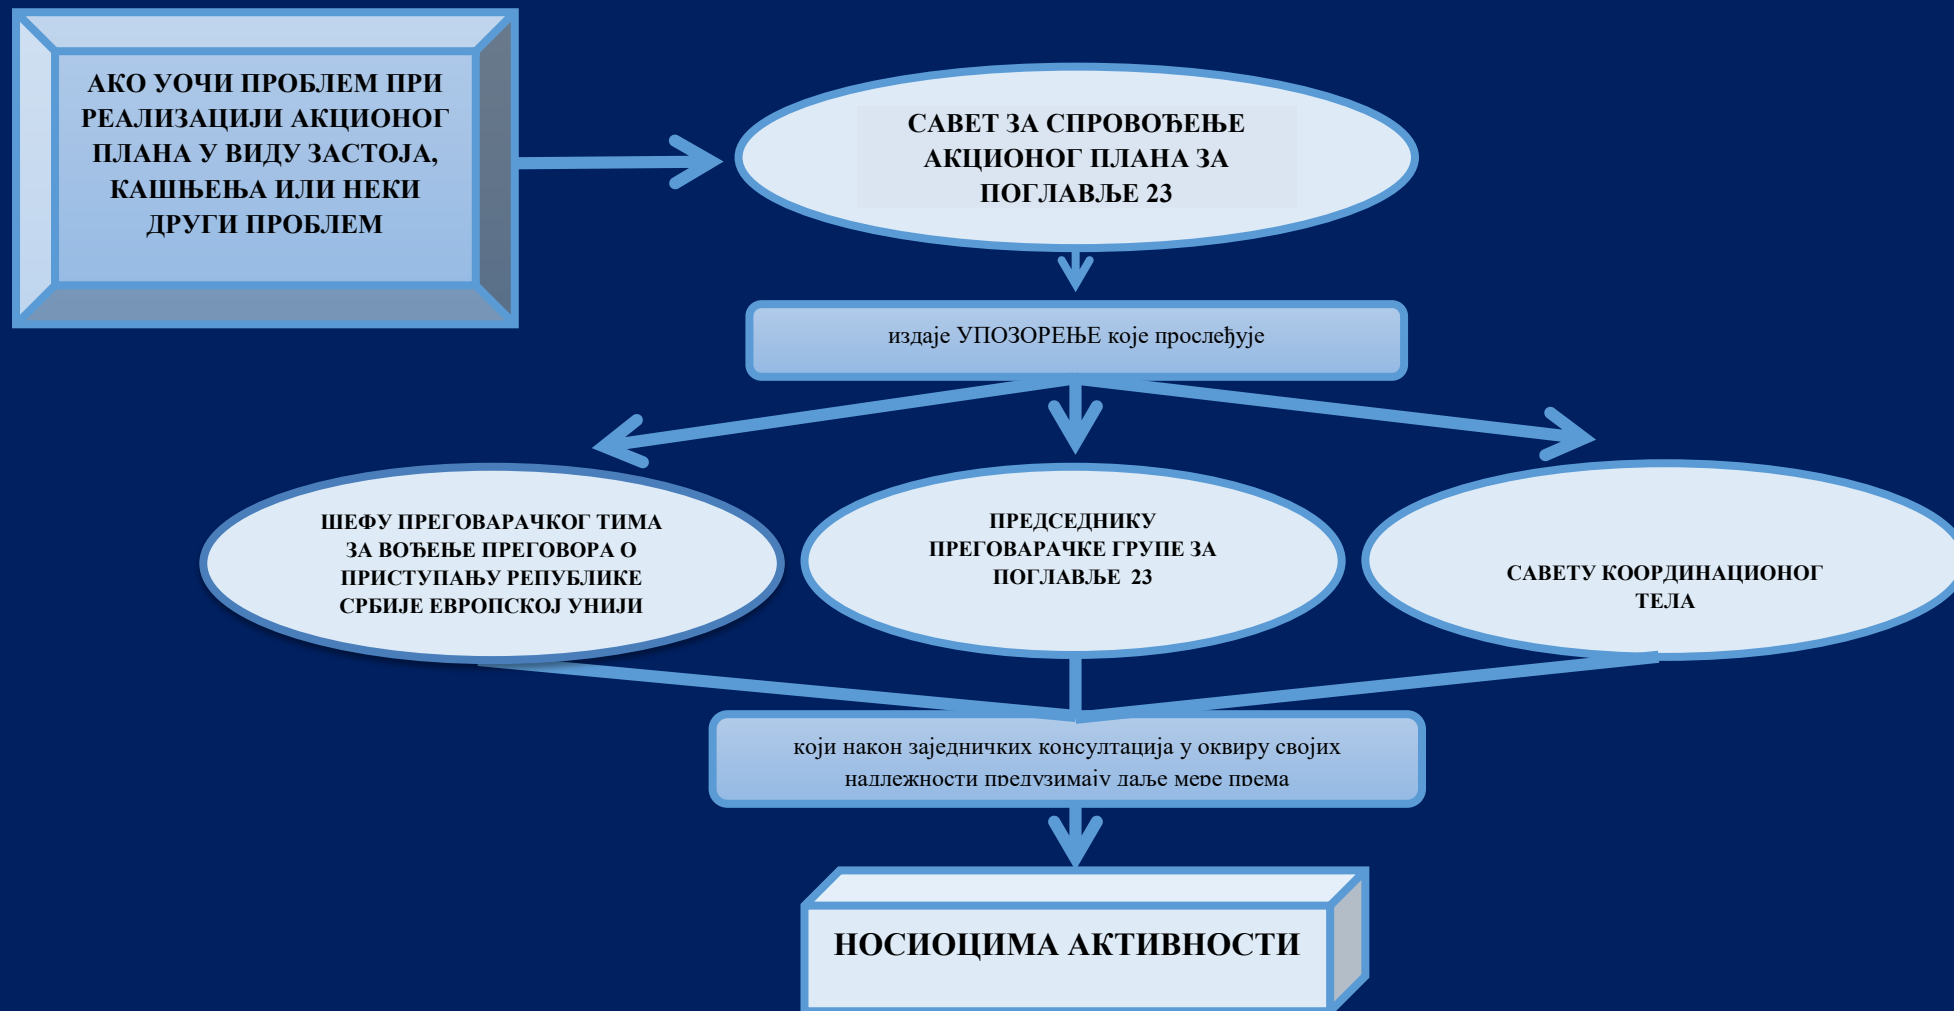 АКО УОЧИ ПРОБЛЕМ ПРИ
РЕАЛИЗАЦИЈИ АКЦИОНОГ
ПЛАНА У ВИДУ ЗАСТОЈА,
КАШЊЕЊА ИЛИ НЕКИ
ДРУГИ ПРОБЛЕМ
САВЕТ ЗА СПРОВОЂЕЊЕ
АКЦИОНОГ ПЛАНА ЗА
ПОГЛАВЉЕ 23
издаје УПОЗОРЕЊЕ које прослеђује
ШЕФУ ПРЕГОВАРАЧКОГ ТИМА
ЗА ВОЂЕЊЕ ПРЕГОВОРА О
ПРИСТУПАЊУ РЕПУБЛИКЕ
СРБИЈЕ ЕВРОПСКОЈ УНИЈИ
ПРЕДСЕДНИКУ
ПРЕГОВАРАЧКЕ ГРУПЕ ЗА
ПОГЛАВЉЕ 23
САВЕТУ КООРДИНАЦИОНОГ
ТЕЛА
који након заједничких консултација у оквиру својих
надлежности предузимају даље мере према
НОСИОЦИМА АКТИВНОСТИ